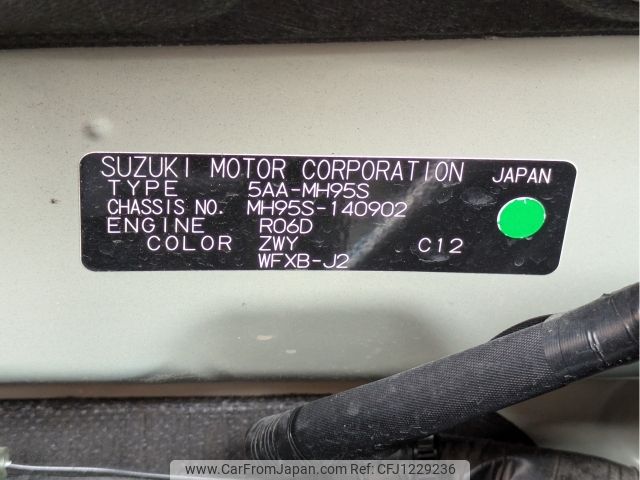 SUZUKI MOTOR CORPORATION JAPAN
TYPE 5AA-MH95S
CHASSIS NO. MH95S-140902
ENGINE R06D
COLOR ZWY C12
WFXB-J2
www.CarFromJapan.com | Ref No. CFJ1229236